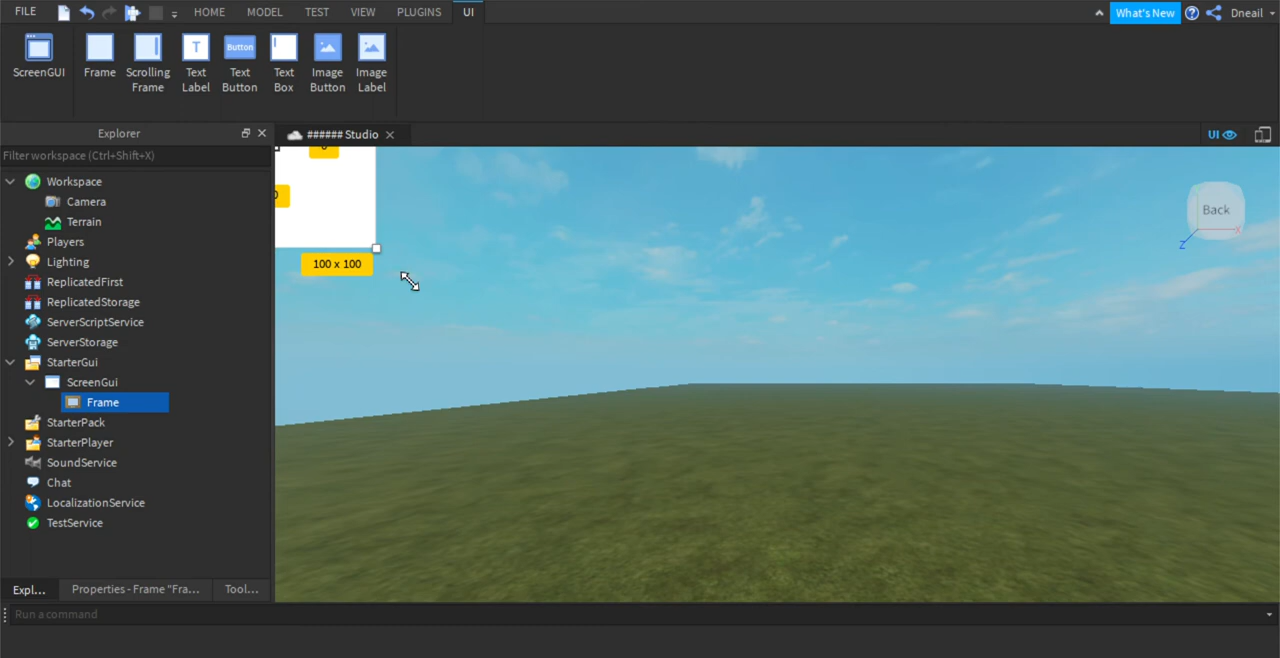 FILE HOME MODEL TEST VIEW PLUGINS UI What's New Dneail
ScreenGUI Frame Scrolling Frame Text Label Text Button Button Text Box Image Button Image Label
Explorer
###### Studio
UI
Filter workspace (Ctrl+Shift+X)
Workspace
Camera
Terrain
Players
Lighting
ReplicatedFirst
ReplicatedStorage
ServerScriptService
ServerStorage
StarterGui
ScreenGui
Frame
StarterPack
StarterPlayer
SoundService
Chat
LocalizationService
TestService
100 x 100
Back
X
Z
Expl... Properties - Frame "Fra... Tool...
Run a command